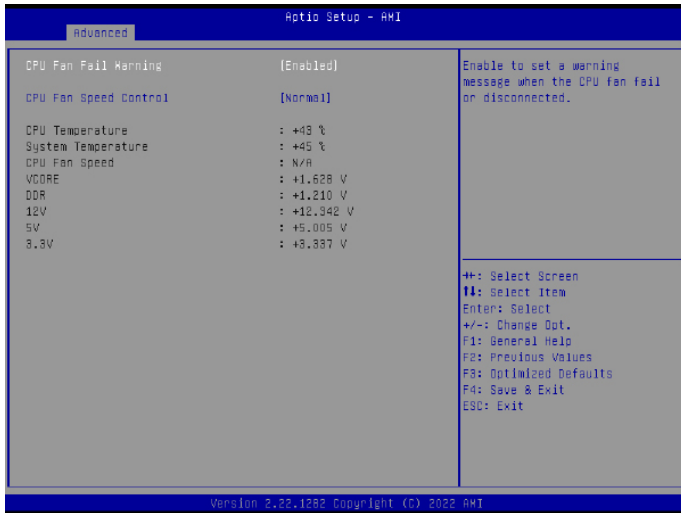 Aptio Setup - AMI
Advanced
CPU Fan Fail Warning [Enabled]
CPU Fan Speed Control [Normal]
CPU Temperature : +43 %
System Temperature : +45 %
CPU Fan Speed : N/A
VCORE : +1.628 V
DDR : +1.210 V
12V : +12.342 V
5V : +5.005 V
3.3V : +3.337 V
Enable to set a warning
message when the CPU fan fail
or disconnected.
→←: Select Screen
↑↓: Select Item
Enter: Select
+/-: Change Opt.
F1: General Help
F2: Previous Values
F3: Optimized Defaults
F4: Save & Exit
ESC: Exit
Version 2.22.1282 Copyright (C) 2022 AMI